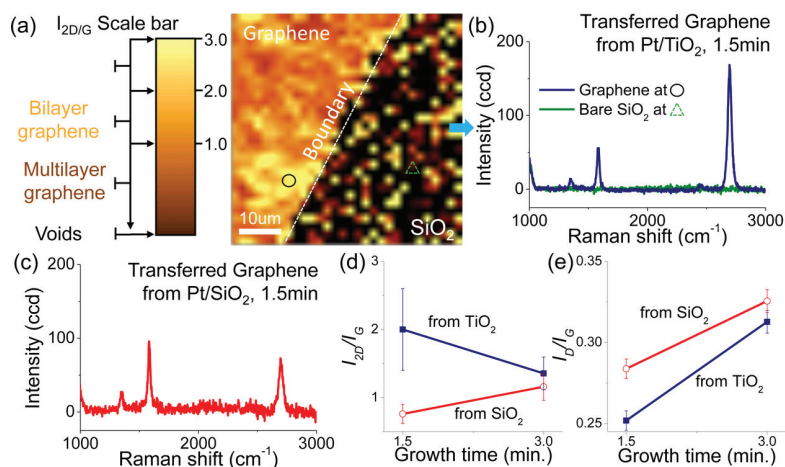 (a)
I2D/G Scale bar
3.0
2.0
1.0
Bilayer
graphene
Multilayer
graphene
Voids
Graphene
Boundary
10um
SiO2
(b)
Transferred Graphene
from Pt/TiO2, 1.5min
Graphene at
Bare SiO2 at
Intensity (ccd)
200
100
0
1000
2000
3000
Raman shift (cm-1)
(c)
Transferred Graphene
from Pt/SiO2, 1.5min
Intensity (ccd)
200
100
0
1000
2000
3000
Raman shift (cm-1)
(d)
I2D/IG
3
2
1
from TiO2
from SiO2
1.5
3.0
Growth time (min.)
(e)
ID/IG
0.35
0.30
0.25
from SiO2
from TiO2
1.5
3.0
Growth time (min.)